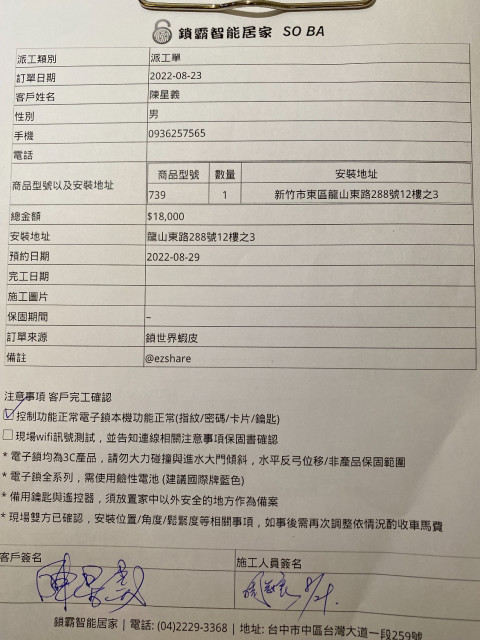 鎖霸智能居家 SO BA
派工類別 派工單
訂單日期 2022-08-23
客戶姓名 陳星義
性別 男
手機 0936257565
電話
商品型號以及安裝地址
商品型號 數量 安裝地址
739 1 新竹市東區龍山東路288號12樓之3
總金額 $18,000
安裝地址 龍山東路288號12樓之3
預約日期 2022-08-29
完工日期
施工圖片
保固期間 –
訂單來源 鎖世界蝦皮
備註 @ezshare
注意事項 客戶完工確認
☑控制功能正常電子鎖本機功能正常(指紋/密碼/卡片/鑰匙)
☐現場wifi訊號測試，並告知連線相關注意事項保固書確認
* 電子鎖均為3C產品，請勿大力碰撞與進水大門傾斜，水平反弓位移/非產品保固範圍
* 電子鎖全系列，需使用鹼性電池 (建議國際牌藍色)
* 備用鑰匙與遙控器，須放置家中以外安全的地方作為備案
* 現場雙方已確認，安裝位置/角度/鬆緊度等相關事項，如事後需再次調整依情況酌收車馬費
客戶簽名 施工人員簽名
陳星義 8/29.
鎖霸智能居家 | 電話: (04)2229-3368 | 地址: 台中市中區台灣大道一段259號